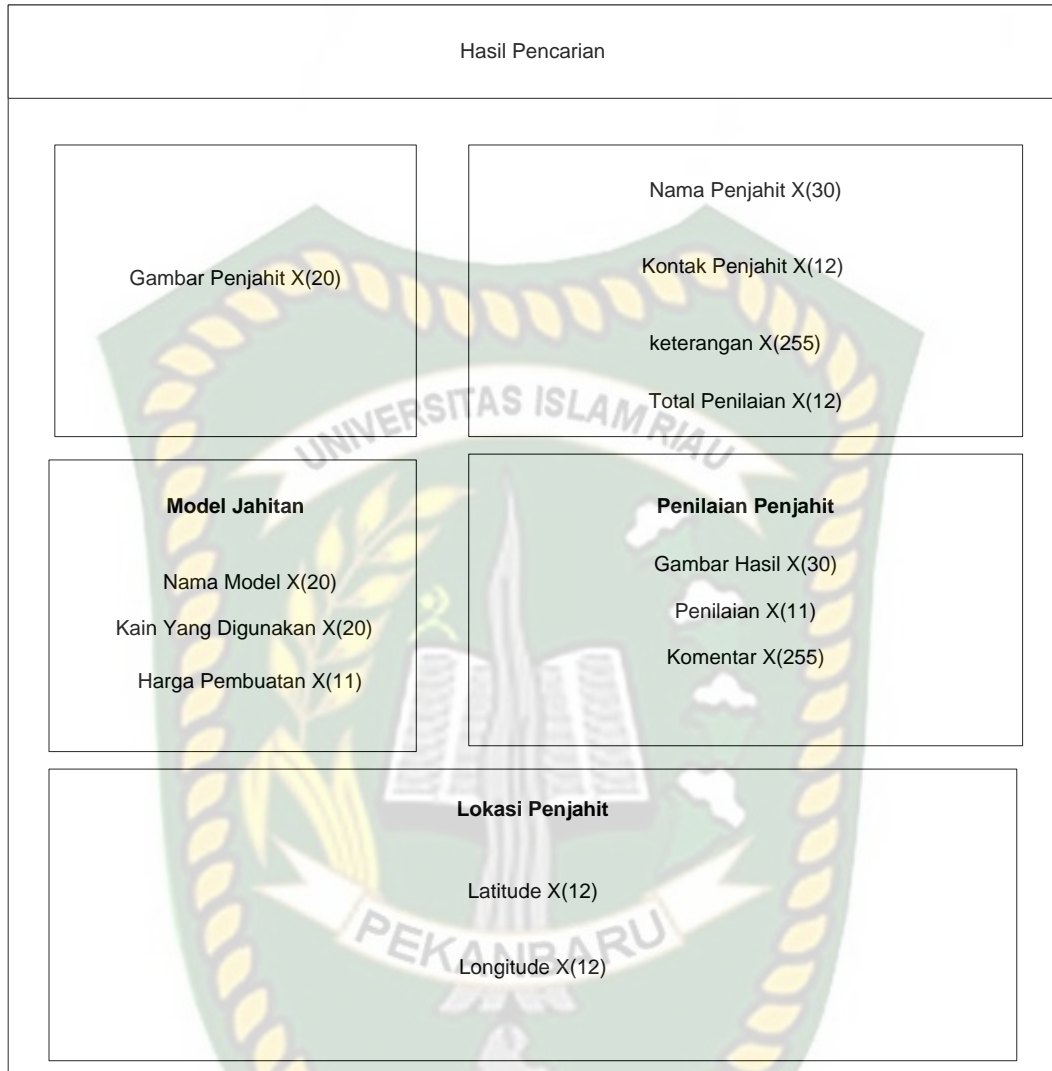 Hasil Pencarian
Gambar Penjahit X(20)
Nama Penjahit X(30)
Kontak Penjahit X(12)
keterangan X(255)
Total Penilaian X(12)
UNIVERSITAS ISLAM RIAU
Model Jahitan
Nama Model X(20)
Kain Yang Digunakan X(20)
Harga Pembuatan X(11)
Penilaian Penjahit
Gambar Hasil X(30)
Penilaian X(11)
Komentar X(255)
Lokasi Penjahit
Latitude X(12)
PEKANBARU
Longitude X(12)